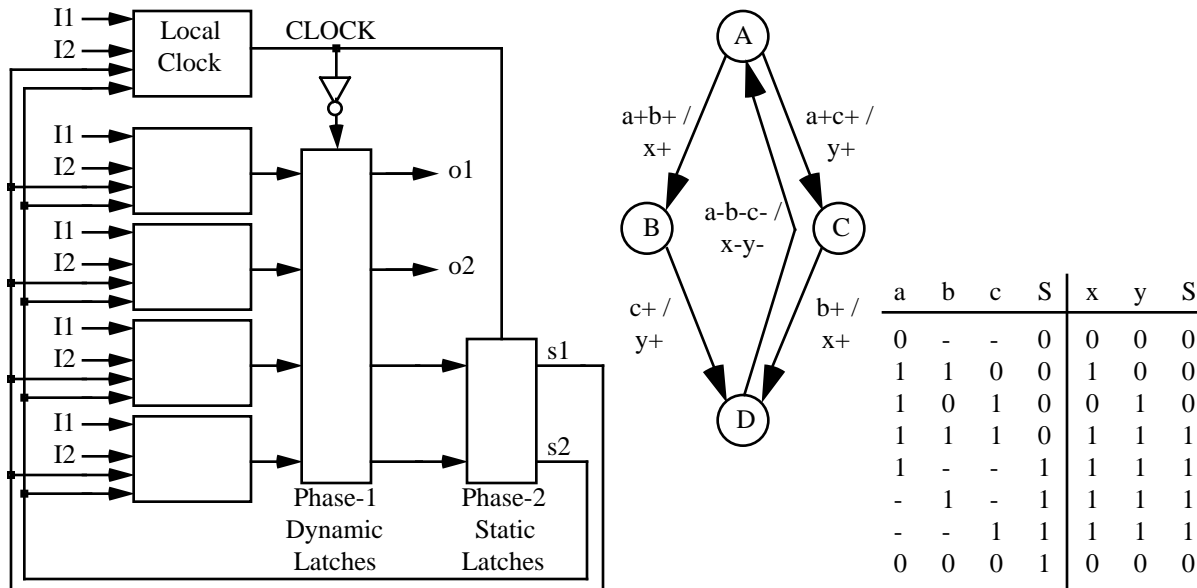 I1
I2
Local
Clock
CLOCK
I1
I2
o1
I1
I2
o2
I1
I2
s1
I1
I2
s2
Phase-1
Dynamic
Latches
Phase-2
Static
Latches
A
a+b+ /
x+
a+c+ /
y+
B
a-b-c- /
x-y-
C
c+ /
y+
b+ /
x+
D
a b c S x y S
0 - - 0 0 0 0
1 1 0 0 1 0 0
1 0 1 0 0 1 0
1 1 1 0 1 1 1
1 - - 1 1 1 1
- 1 - 1 1 1 1
- - 1 1 1 1 1
0 0 0 1 0 0 0